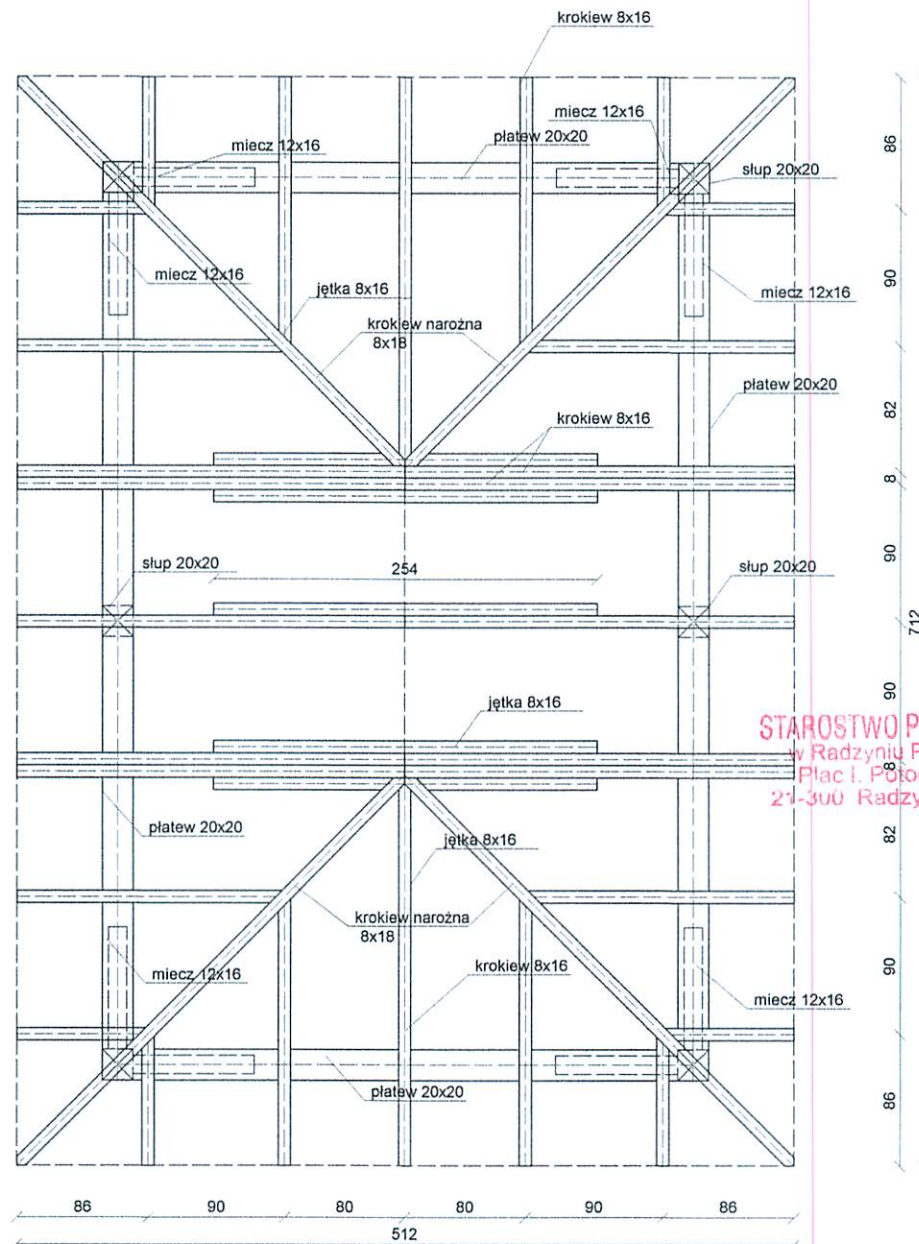 krokiew 8x16
miecz 12x16
płatew 20x20
miecz 12x16
słup 20x20
86
miecz 12x16
miecz 12x16
90
jętka 8x16
krokiew narożna
8x18
płatew 20x20
82
krokiew 8x16
8
słup 20x20
254
słup 20x20
90
712
90
jętka 8x16
STAROSTWO P
w Radzyniu P
Plac I. Poto
21-300 Radzy
8
płatew 20x20
jętka 8x16
82
krokiew narożna
8x18
krokiew 8x16
miecz 12x16
miecz 12x16
90
płatew 20x20
86
86 90 80 80 90 86
512